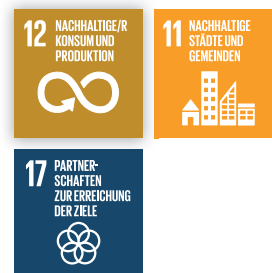 12 NACHHALTIGE/R
KONSUM UND
PRODUKTION
11 NACHHALTIGE
STÄDTE UND
GEMEINDEN
17 PARTNER-
SCHAFTEN
ZUR ERREICHUNG
DER ZIELE